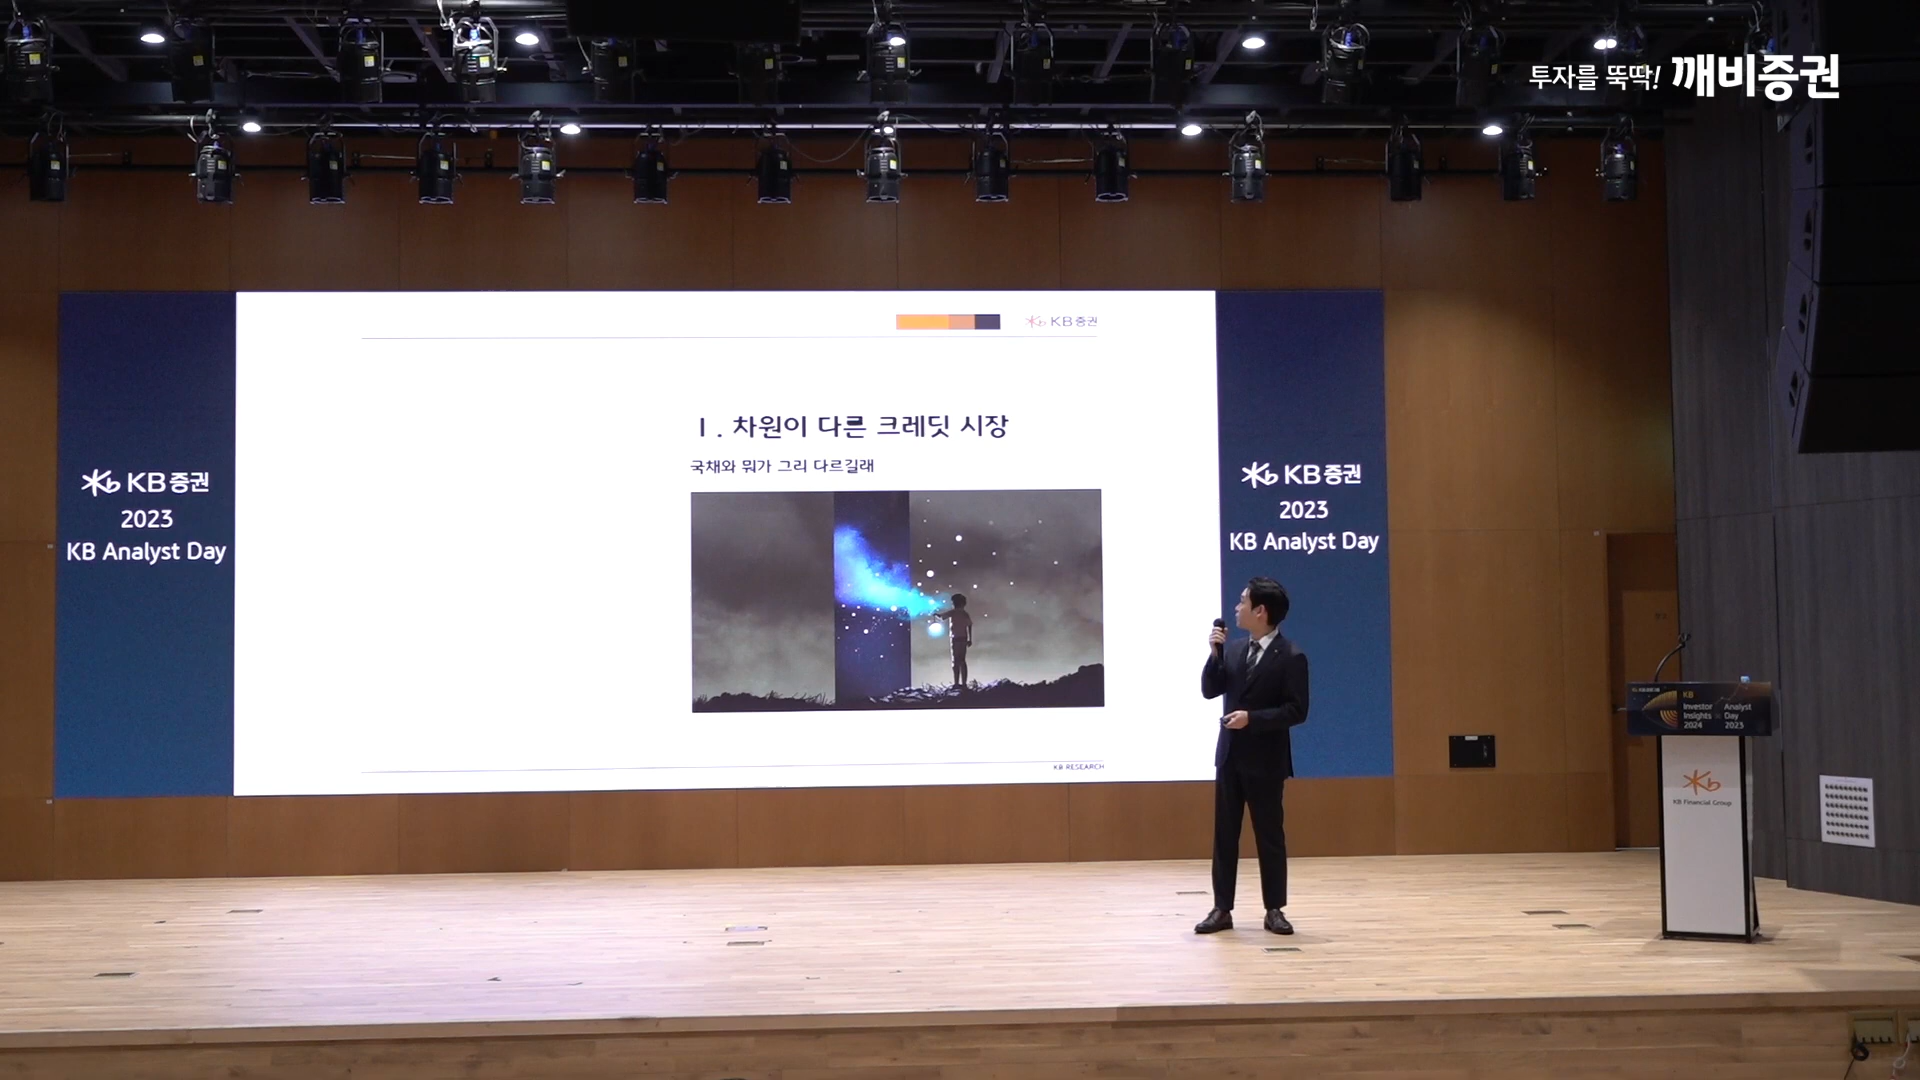 투자를 뚝딱! 깨비증권
KB증권
Ⅰ. 차원이 다른 크레딧 시장
국채와 뭐가 그리 다르길래
KB RESEARCH
KB증권
2023
KB Analyst Day
KB증권
2023
KB Analyst Day
KB
Investor Insights 2024
Analyst Day 2023
KB Financial Group